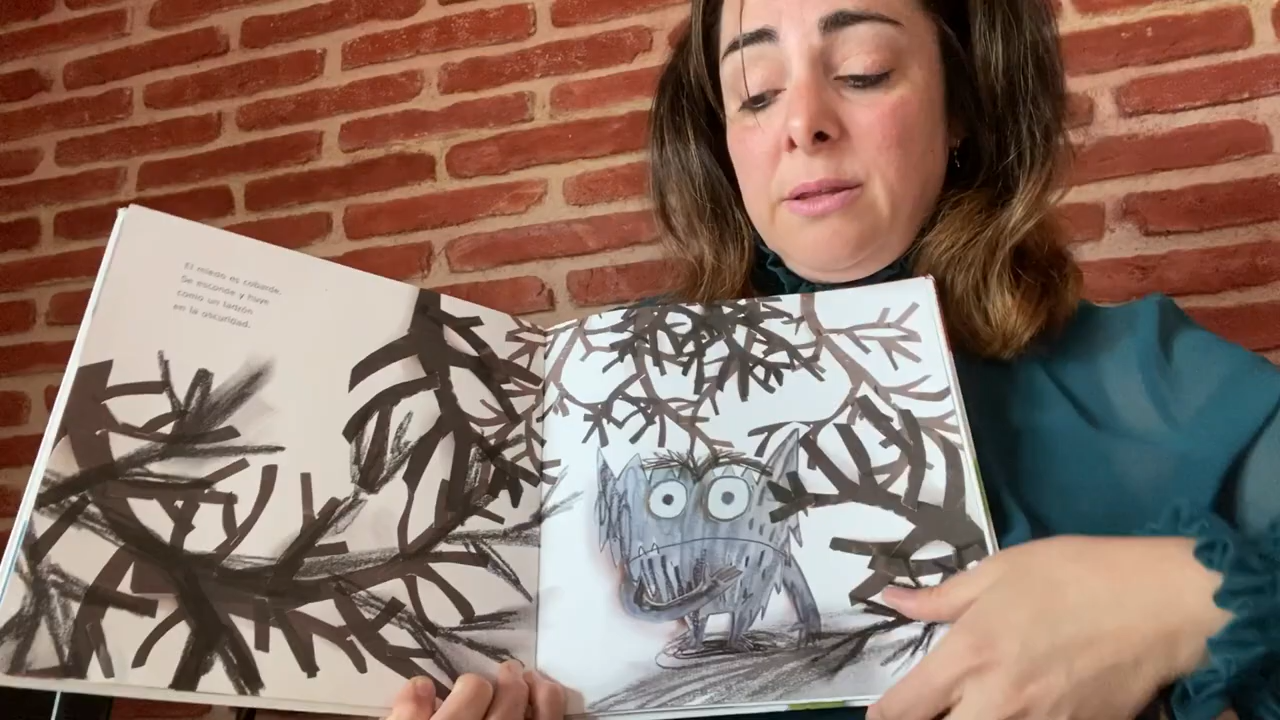 El miedo es cobarde.
Se esconde y huye
como un ladrón
en la oscuridad.